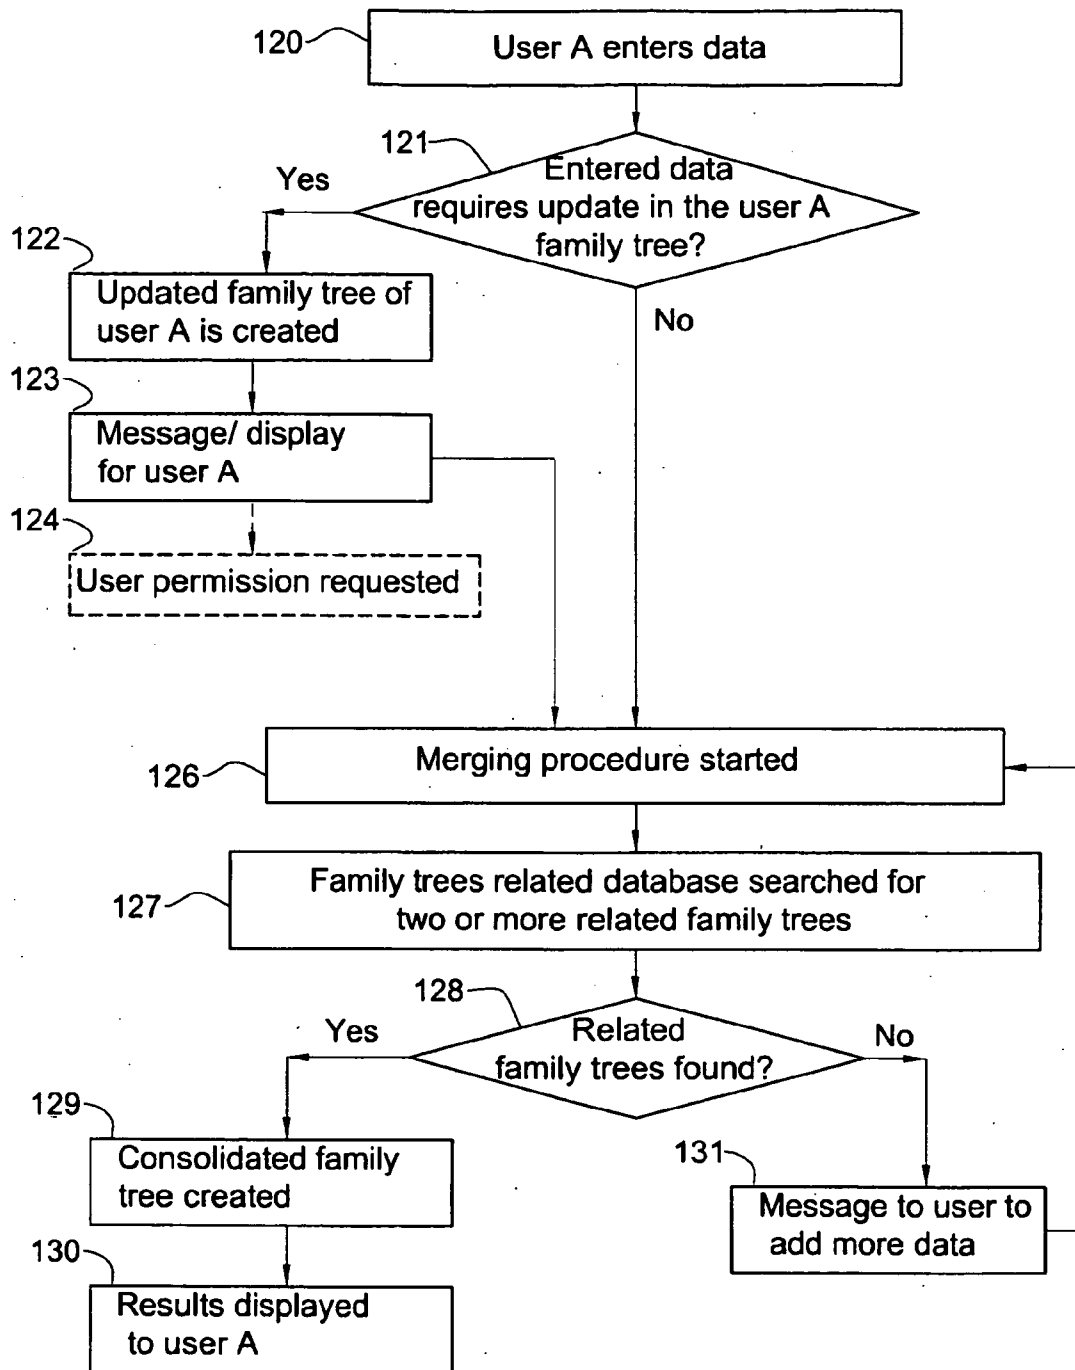 120
User A enters data
121
Entered data
requires update in the user A
family tree?
Yes
No
122
Updated family tree of
user A is created
123
Message/ display
for user A
124
User permission requested
126
Merging procedure started
127
Family trees related database searched for
two or more related family trees
128
Related
family trees found?
Yes
No
129
Consolidated family
tree created
131
Message to user to
add more data
130
Results displayed
to user A